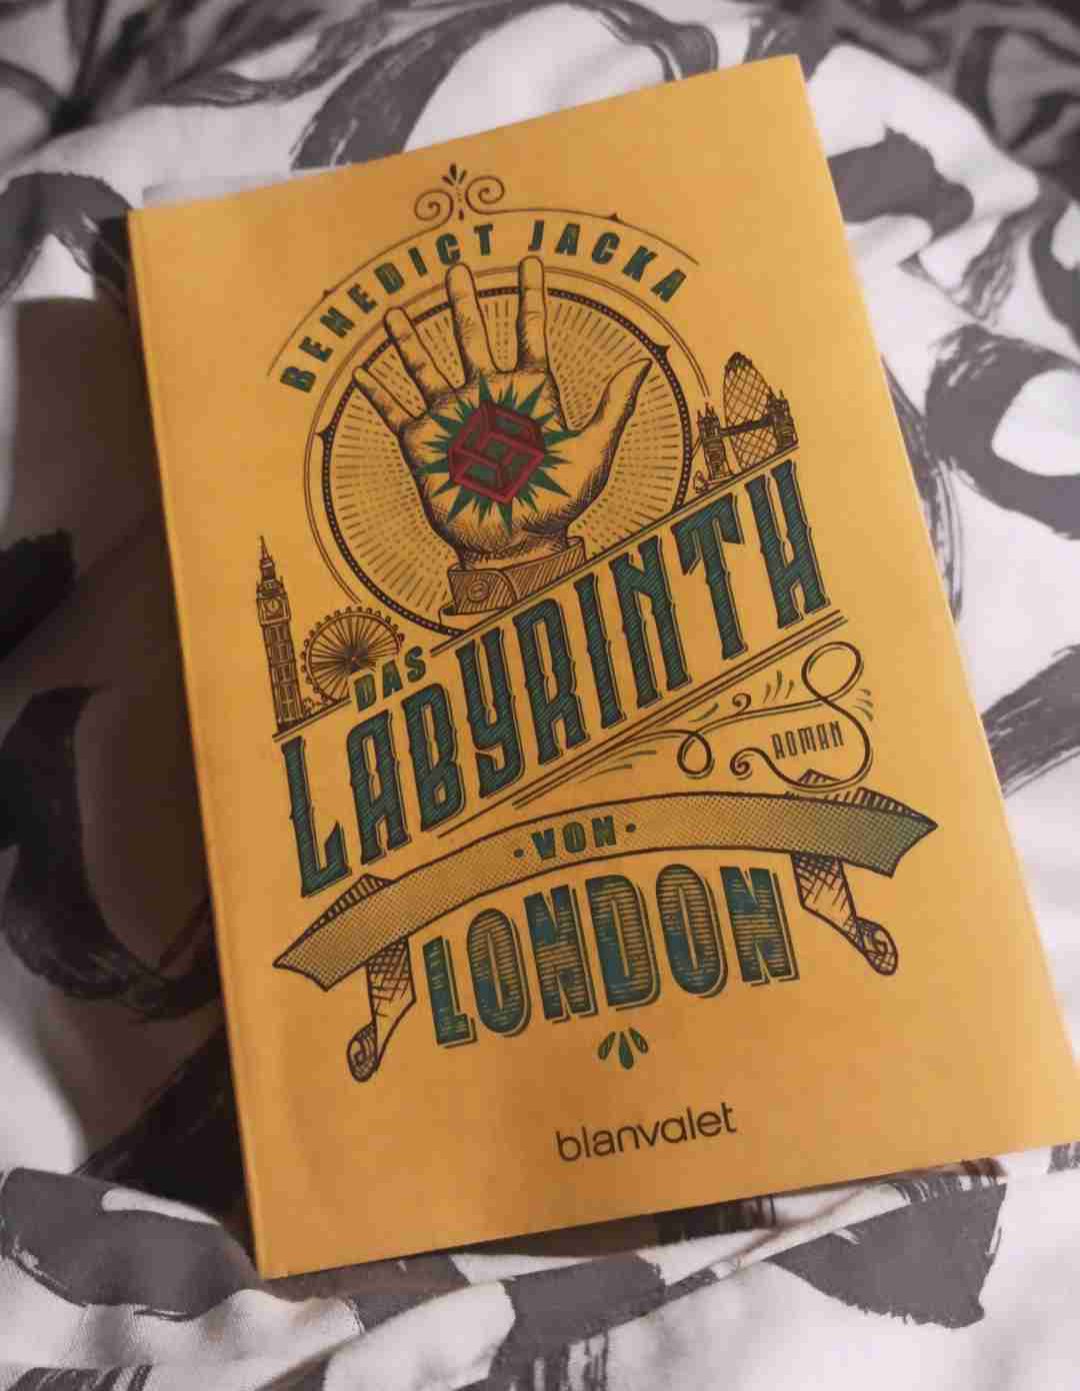 BENEDICT JACKA
DAS
LABYRINTH
ROMAN
·VON·
LONDON
blanvalet